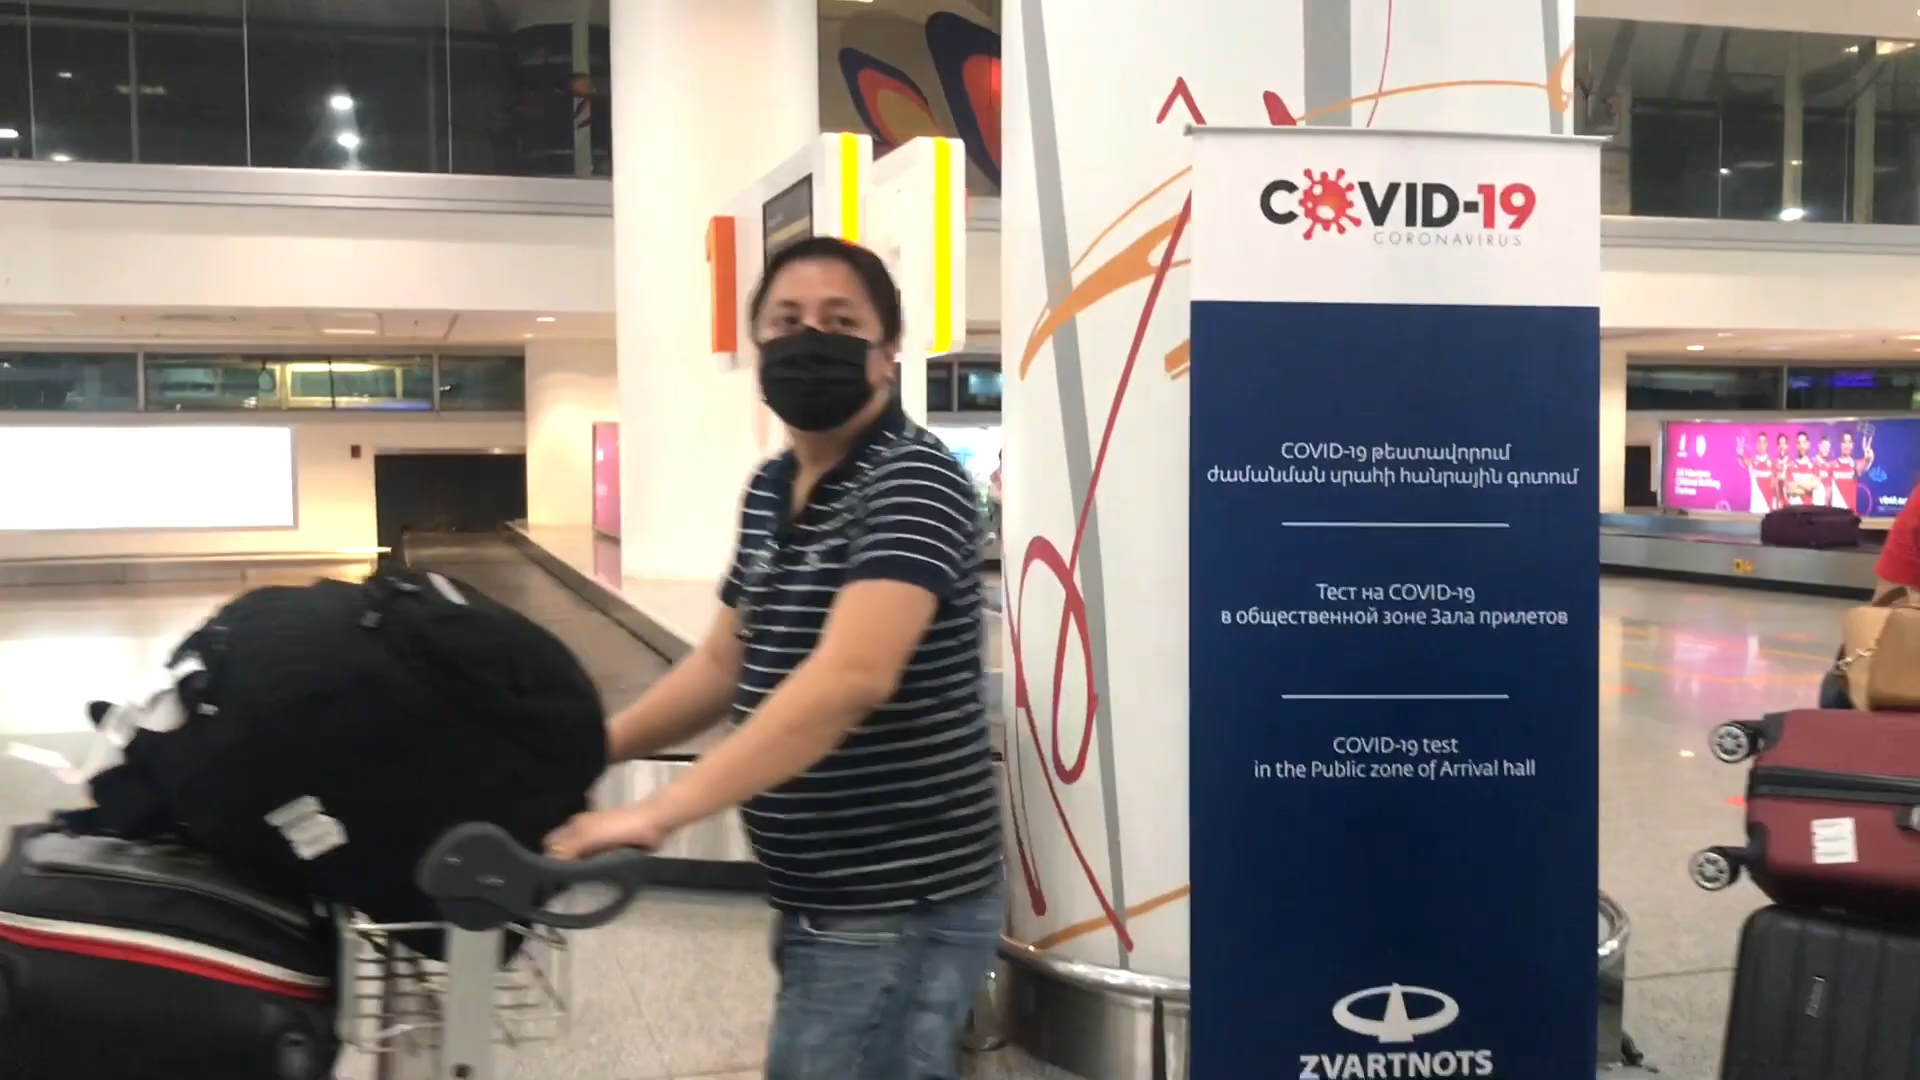 COVID-19
CORONAVIRUS
COVID-19 թեստավորում
ժամանման սրահի հանրային գոտում
Тест на COVID-19
в общественной зоне Зала прилетов
COVID-19 test
in the Public zone of Arrival hall
ZVARTNOTS